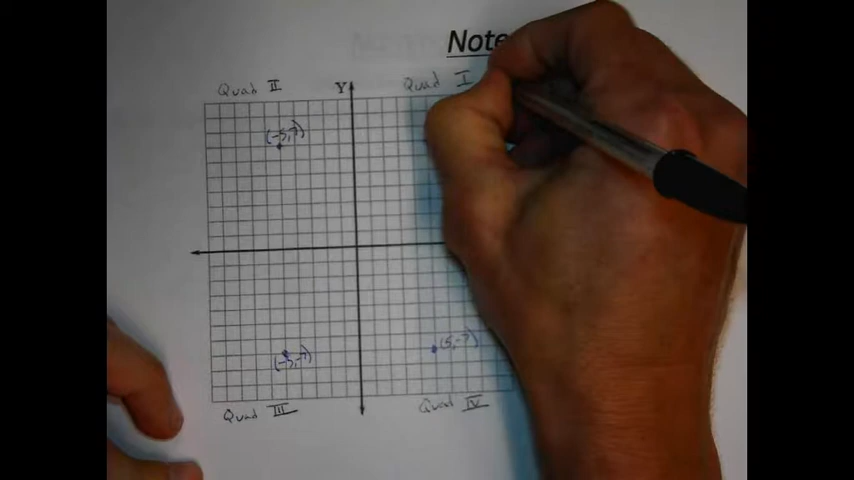 Note
Quad II
Y
Quad I
(-5,7)
(5,-7)
(-5,-7)
Quad III
Quad IV